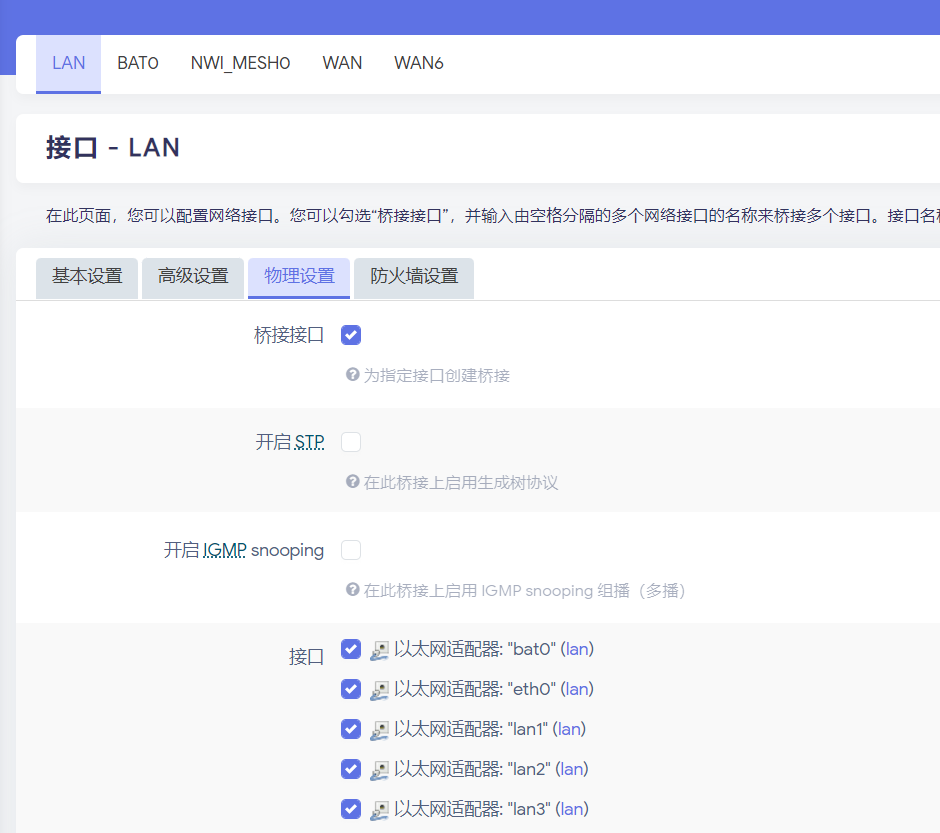 LAN BAT0 NWI_MESH0 WAN WAN6
接口 - LAN
在此页面，您可以配置网络接口。您可以勾选“桥接接口”，并输入由空格分隔的多个网络接口的名称来桥接多个接口。接口名称
基本设置 高级设置 物理设置 防火墙设置
桥接接口
为指定接口创建桥接
开启 STP
在此桥接上启用生成树协议
开启 IGMP snooping
在此桥接上启用 IGMP snooping 组播（多播）
接口
以太网适配器: "bat0" (lan)
以太网适配器: "eth0" (lan)
以太网适配器: "lan1" (lan)
以太网适配器: "lan2" (lan)
以太网适配器: "lan3" (lan)